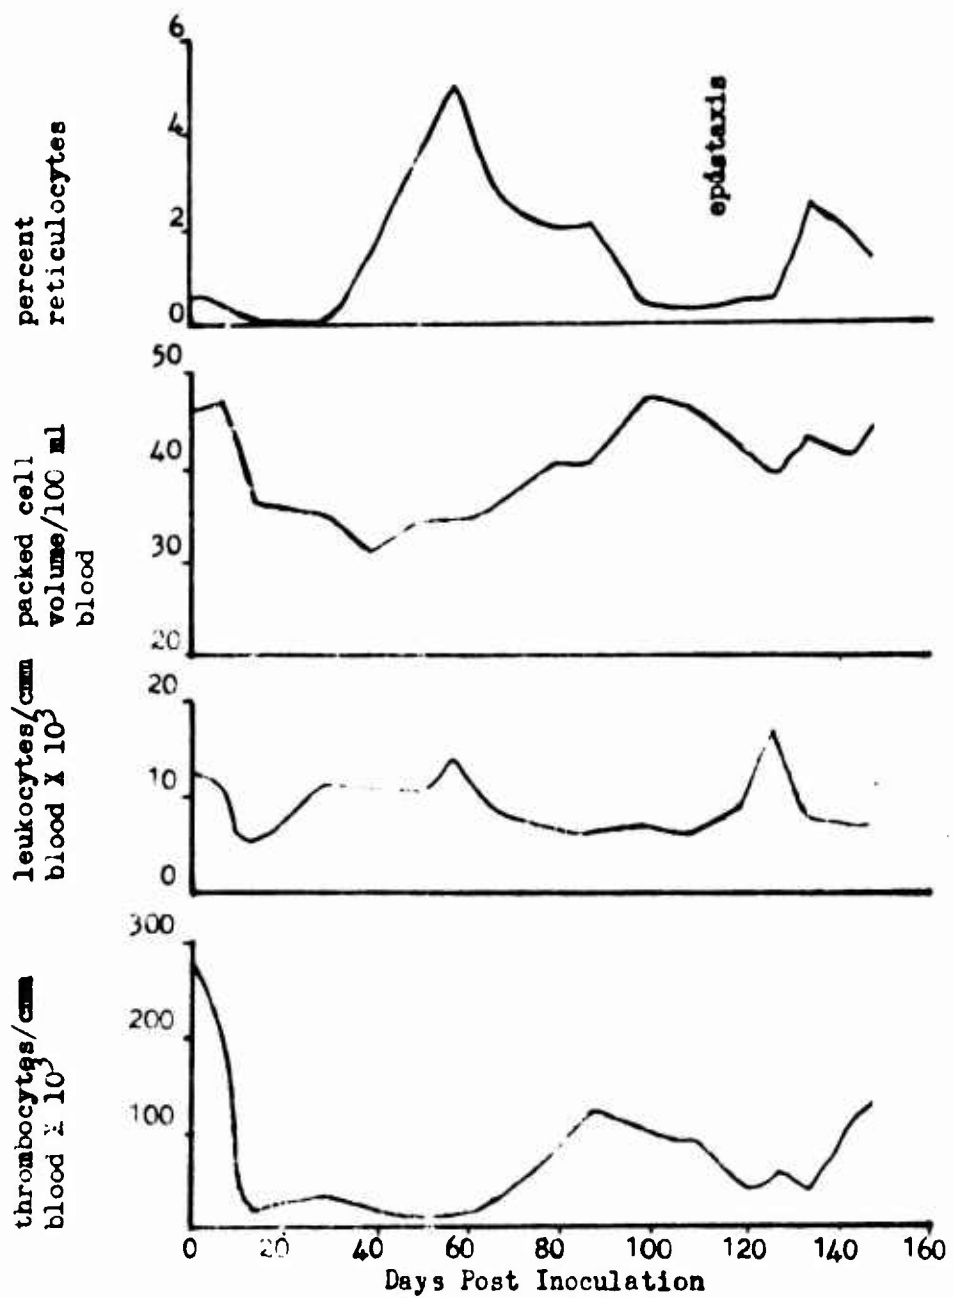 percent
reticulocytes
6
4
2
0
epistaxis
packed cell
volume/100 ml
blood
50
40
30
20
leukocytes/cmm
blood X 10³
20
10
0
thrombocytes/cmm
blood X 10³
300
200
100
0 20 40 60 80 100 120 140 160
Days Post Inoculation